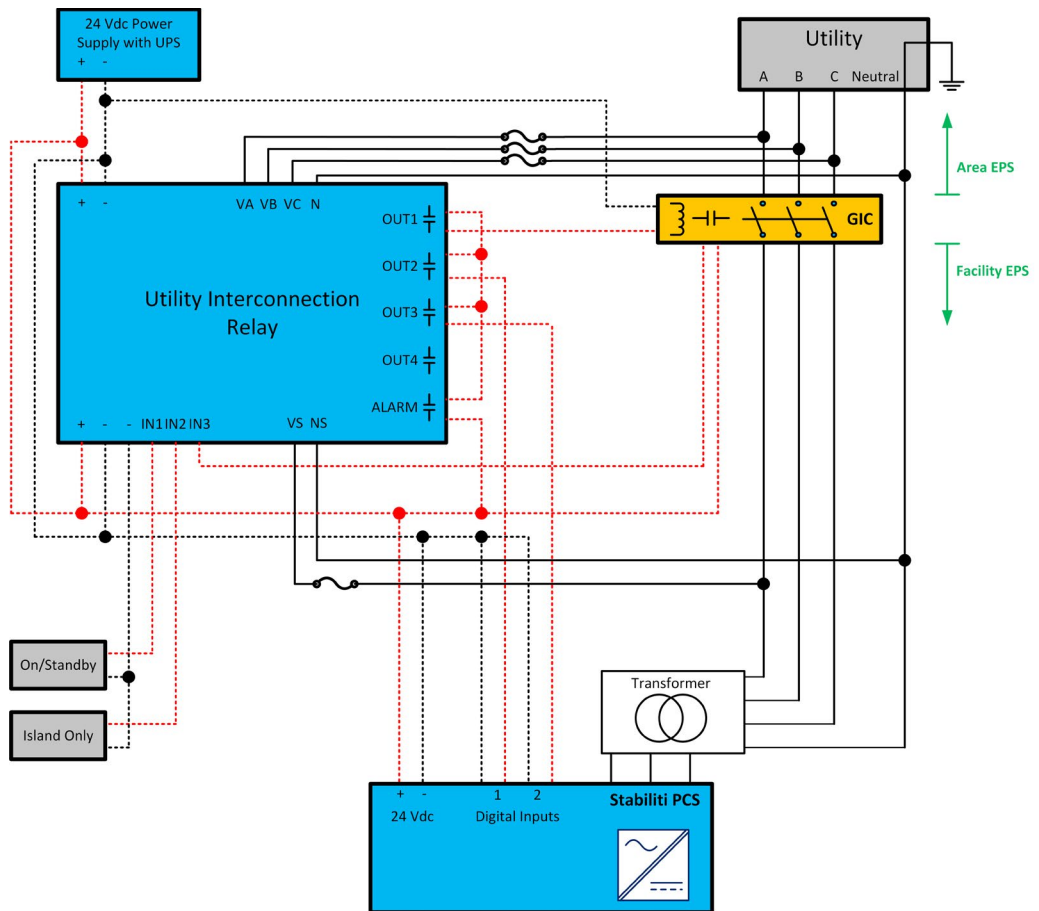 24 Vdc Power
Supply with UPS
+ -
Utility
A B C Neutral
Area EPS
+ - VA VB VC N
OUT1
GIC
OUT2
Facility EPS
Utility Interconnection
Relay
OUT3
OUT4
ALARM
+ - - IN1 IN2 IN3 VS NS
On/Standby
Transformer
Island Only
+ - 1 2 Stabiliti PCS
24 Vdc Digital Inputs